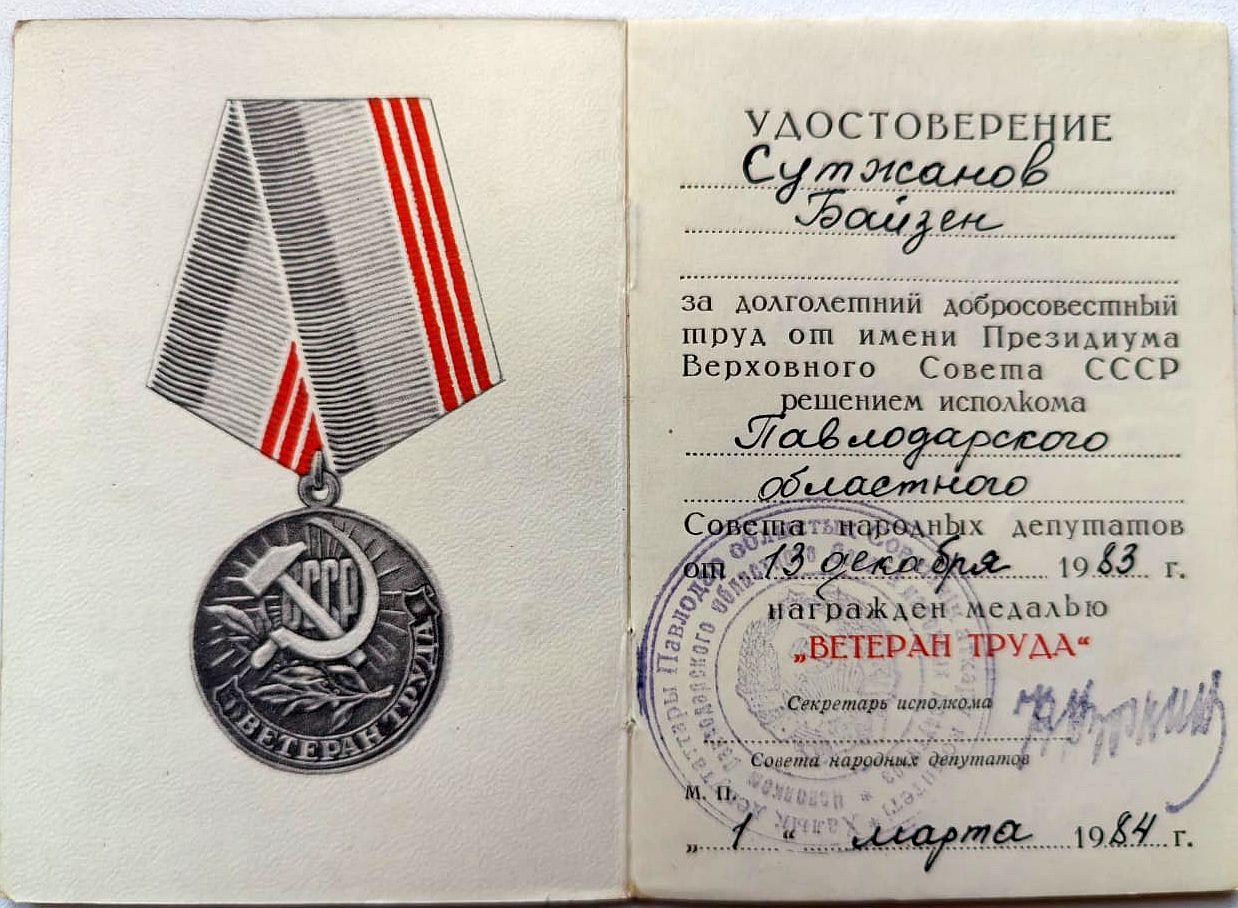 СССР
ВЕТЕРАН ТРУДА
УДОСТОВЕРЕНИЕ
Сутжанов
Байзен
за долголетний добросовестный
труд от имени Президиума
Верховного Совета СССР
решением исполкома
Павлодарского
областного
Совета народных депутатов
от 13 декабря 1983 г.
награжден медалью
„ВЕТЕРАН ТРУДА“
Секретарь исполкома
Совета народных депутатов
М. П.
„ 1 “ марта 1984 г.